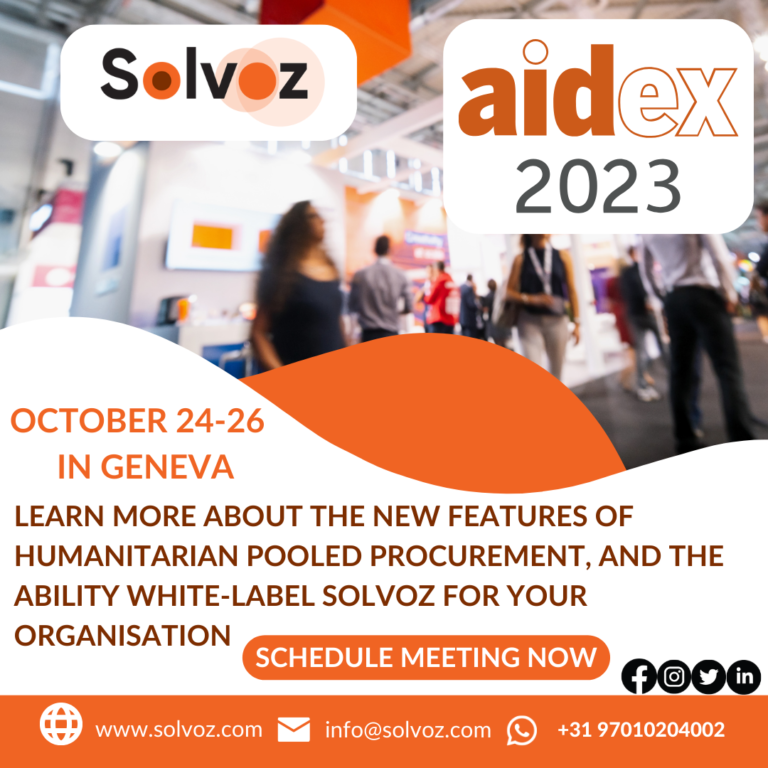 Solvoz
aidex
2023
OCTOBER 24-26
IN GENEVA
LEARN MORE ABOUT THE NEW FEATURES OF
HUMANITARIAN POOLED PROCUREMENT, AND THE
ABILITY WHITE-LABEL SOLVOZ FOR YOUR
ORGANISATION
SCHEDULE MEETING NOW
www.solvoz.com info@solvoz.com +31 97010204002